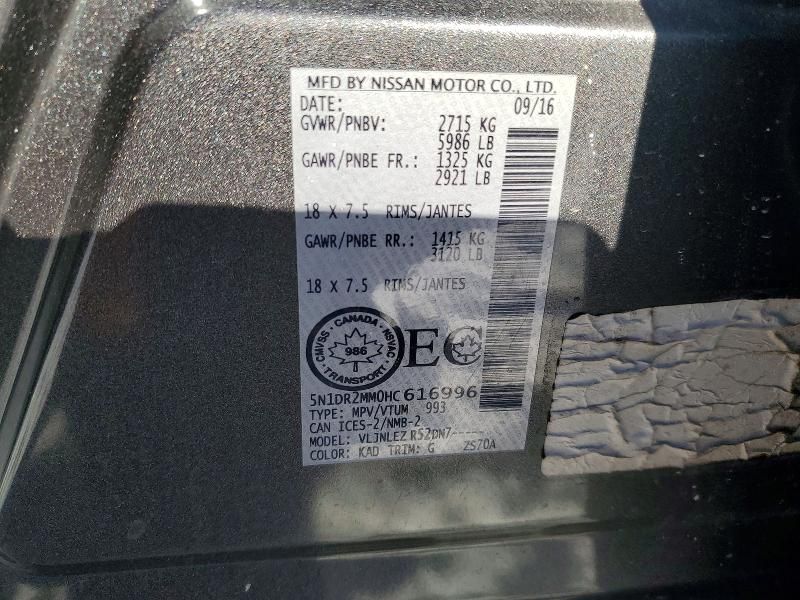 MFD BY NISSAN MOTOR CO., LTD.
DATE: 09/16
GVWR/PNBV: 2715 KG
5986 LB
GAWR/PNBE FR.: 1325 KG
2921 LB
18 X 7.5 RIMS/JANTES
GAWR/PNBE RR.: 1415 KG
3120 LB
18 X 7.5 RIMS/JANTES
CMVSS • CANADA • NSVAC • TRANSPORT
986
EC
5N1DR2MM0HC616996
TYPE: MPV/VTUM 993
CAN ICES-2/NMB-2
MODEL: VLJNLEZ R52DN7-----
COLOR: KAD TRIM: G ZS70A